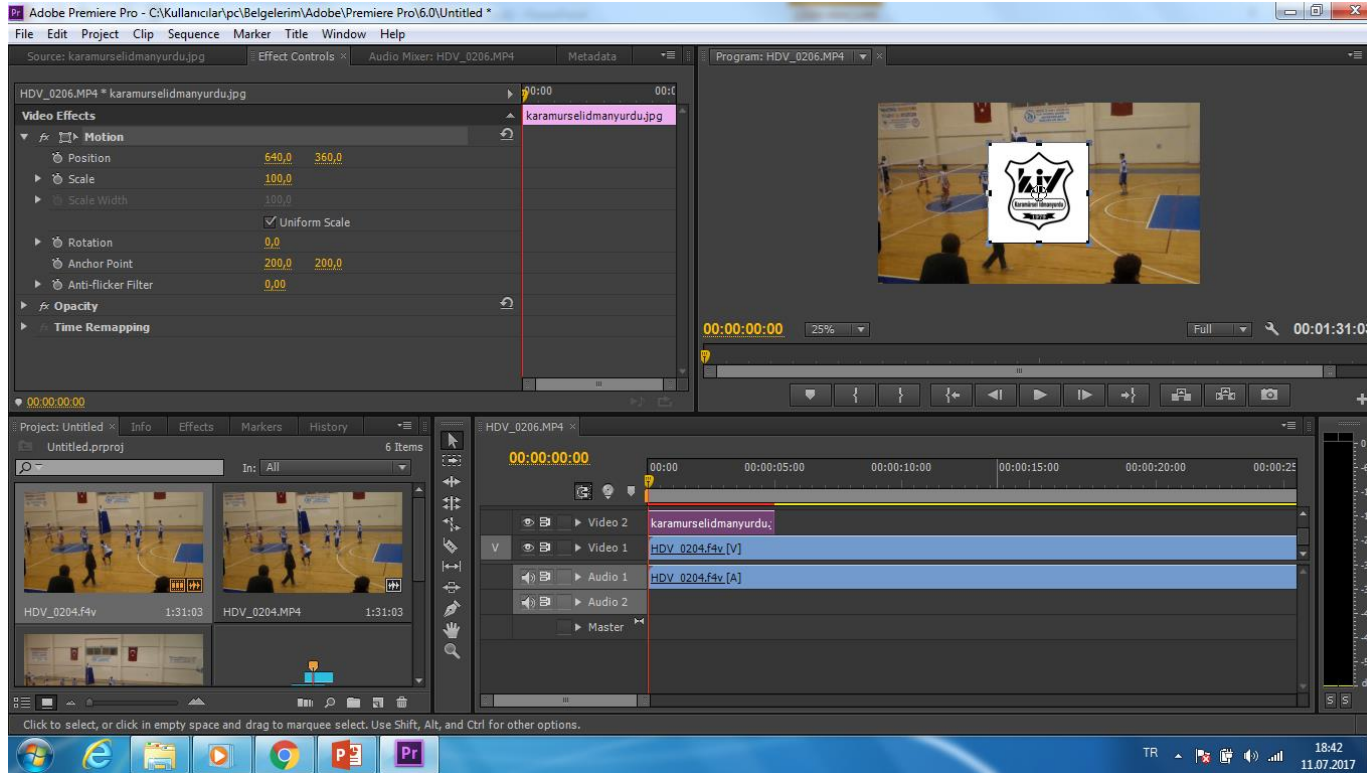 Adobe Premiere Pro - C:\Kullanıcılar\pc\Belgelerim\Adobe\Premiere Pro\6.0\Untitled *
File Edit Project Clip Sequence Marker Title Window Help
Source: karamurselidmanyurdu.jpg Effect Controls Audio Mixer: HDV_0206.MP4 Metadata
Program: HDV_0206.MP4
HDV_0206.MP4 * karamurselidmanyurdu.jpg
00:00
Video Effects
karamurselidmanyurdu.jpg
fx Motion
Position 640,0 360,0
Scale 100,0
Scale Width 100,0
Uniform Scale
Rotation 0,0
Anchor Point 200,0 200,0
Anti-flicker Filter 0,00
fx Opacity
Time Remapping
00:00:00:00
kiy
Karamürsel İdmanyurdu
1979
00:00:00:00 25% Full 00:01:31:03
Project: Untitled Info Effects Markers History
Untitled.prproj 6 Items
In: All
HDV_0204.f4v 1:31:03
HDV_0204.MP4 1:31:03
HDV_0206.MP4
00:00:00:00
00:00 00:00:05:00 00:00:10:00 00:00:15:00 00:00:20:00 00:00:25
Video 2 karamurselidmanyurdu.
V Video 1 HDV_0204.f4v [V]
Audio 1 HDV_0204.f4v [A]
Audio 2
Master
S S
Click to select, or click in empty space and drag to marquee select. Use Shift, Alt, and Ctrl for other options.
Pr
TR 18:42
11.07.2017